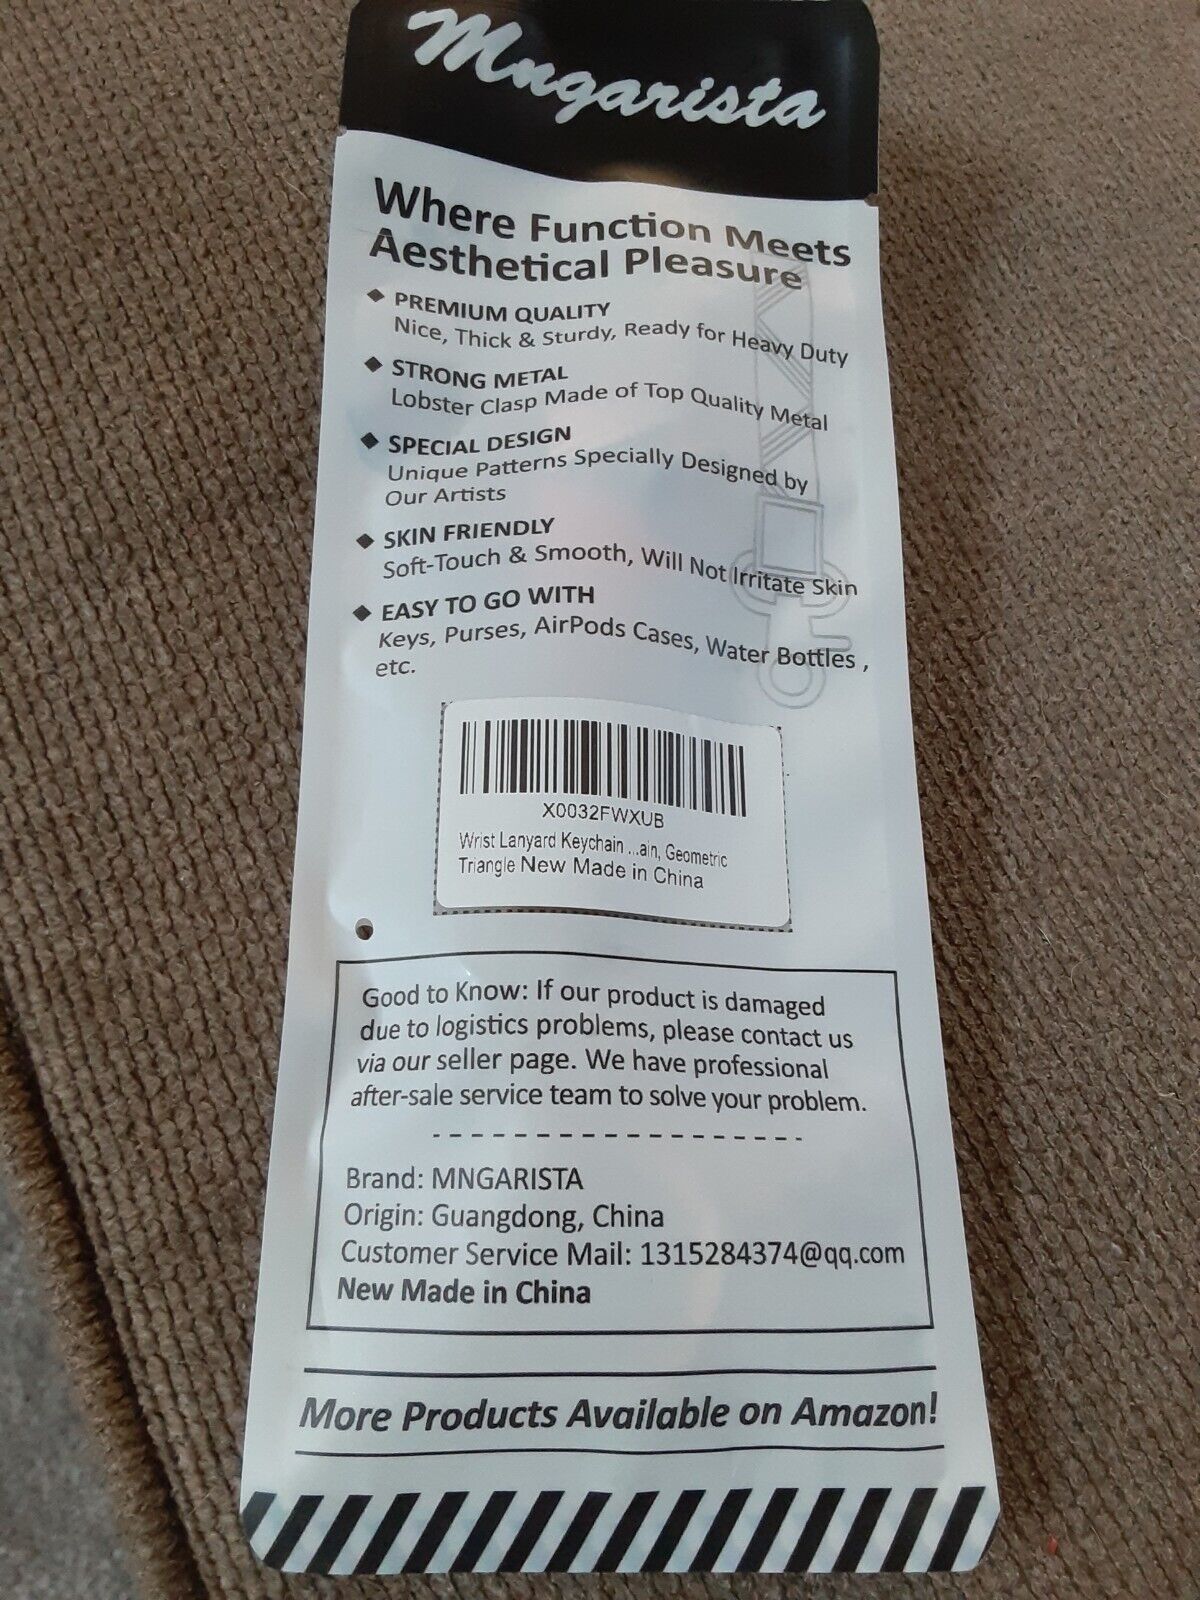 Mngarista
Where Function Meets
Aesthetical Pleasure
◆ PREMIUM QUALITY
Nice, Thick & Sturdy, Ready for Heavy Duty
◆ STRONG METAL
Lobster Clasp Made of Top Quality Metal
◆ SPECIAL DESIGN
Unique Patterns Specially Designed by
Our Artists
◆ SKIN FRIENDLY
Soft-Touch & Smooth, Will Not Irritate Skin
◆ EASY TO GO WITH
Keys, Purses, AirPods Cases, Water Bottles ,
etc.
X0032FWXUB
Wrist Lanyard Keychain ...ain, Geometric
Triangle New Made in China
Good to Know: If our product is damaged
due to logistics problems, please contact us
via our seller page. We have professional
after-sale service team to solve your problem.
Brand: MNGARISTA
Origin: Guangdong, China
Customer Service Mail: 1315284374@qq.com
New Made in China
More Products Available on Amazon!